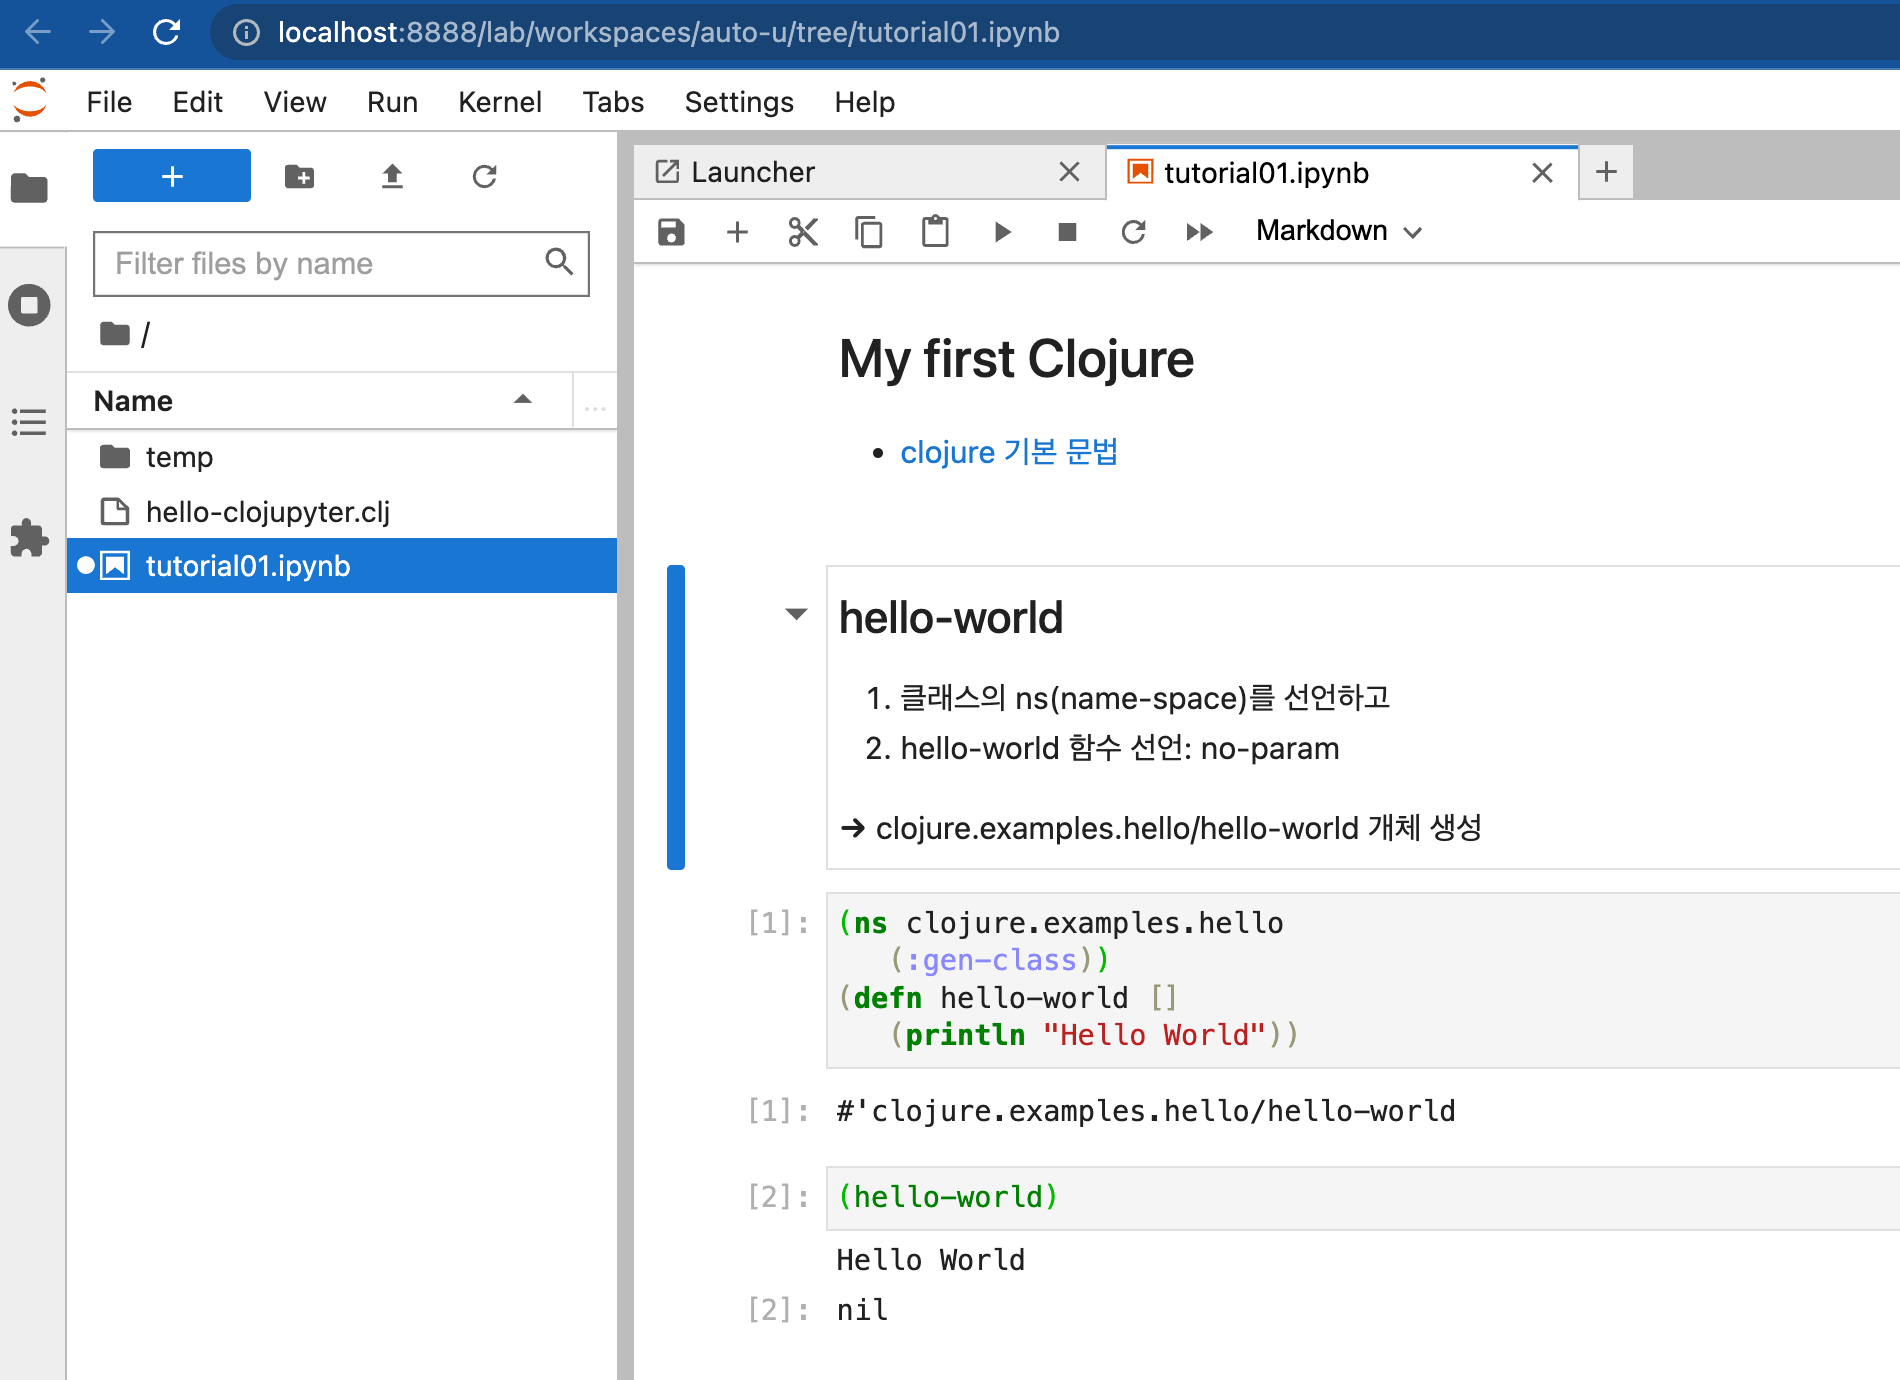 localhost:8888/lab/workspaces/auto-u/tree/tutorial01.ipynb
File Edit View Run Kernel Tabs Settings Help
Launcher
tutorial01.ipynb
Markdown
Filter files by name
/
Name
...
temp
hello-clojupyter.clj
tutorial01.ipynb
My first Clojure
• clojure 기본 문법
hello-world
1. 클래스의 ns(name-space)를 선언하고
2. hello-world 함수 선언: no-param
➔ clojure.examples.hello/hello-world 개체 생성
[1]: (ns clojure.examples.hello
(:gen-class))
(defn hello-world []
(println "Hello World"))
[1]: #'clojure.examples.hello/hello-world
[2]: (hello-world)
Hello World
[2]: nil